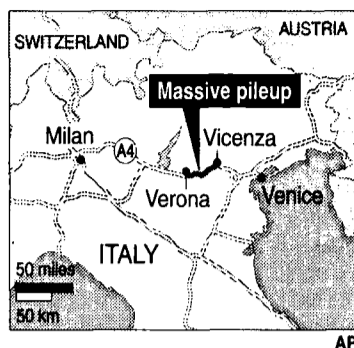 AUSTRIA
SWITZERLAND
Massive pileup
Milan
A4
Vicenza
Verona
Venice
ITALY
50 miles
50 km
AP